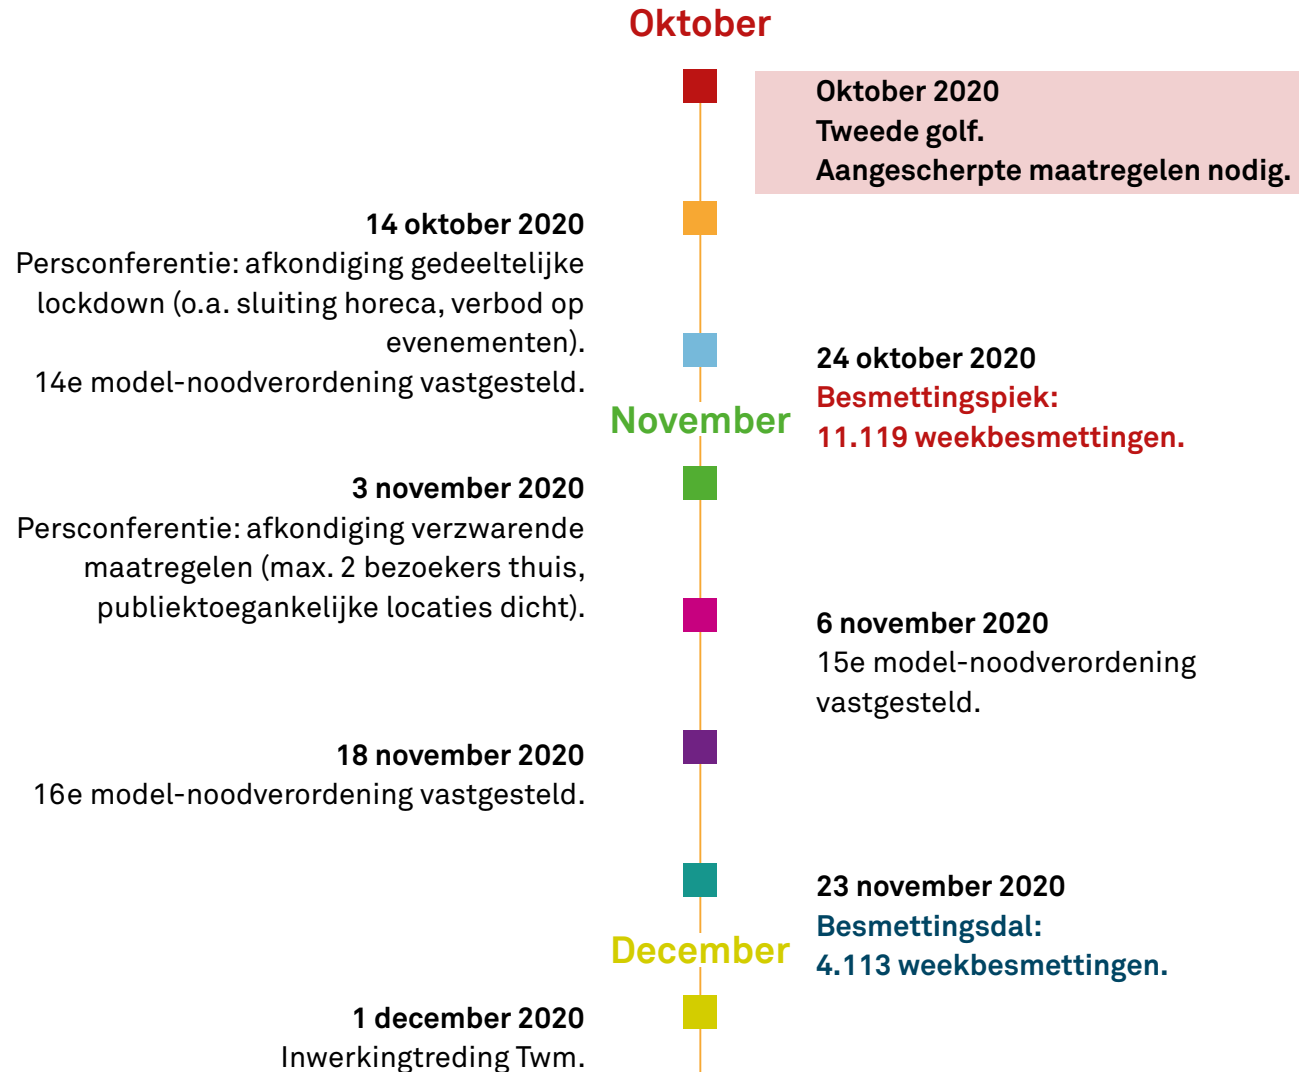 Oktober
Oktober 2020
Tweede golf.
Aangescherpte maatregelen nodig.
14 oktober 2020
Persconferentie: afkondiging gedeeltelijke
lockdown (o.a. sluiting horeca, verbod op
evenementen).
14e model-noodverordening vastgesteld.
24 oktober 2020
Besmettingspiek:
11.119 weekbesmettingen.
November
3 november 2020
Persconferentie: afkondiging verzwarende
maatregelen (max. 2 bezoekers thuis,
publiektoegankelijke locaties dicht).
6 november 2020
15e model-noodverordening
vastgesteld.
18 november 2020
16e model-noodverordening vastgesteld.
23 november 2020
Besmettingsdal:
4.113 weekbesmettingen.
December
1 december 2020
Inwerkingtreding Twm.